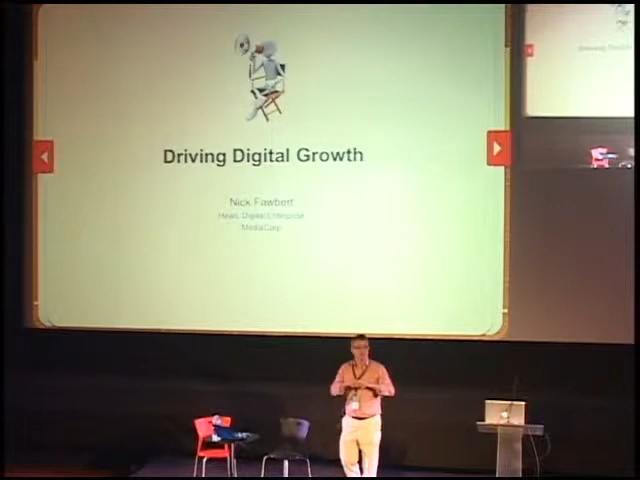 Driving Digital Growth
Nick Fawbert
Head, Digital Enterprise
MediaCorp